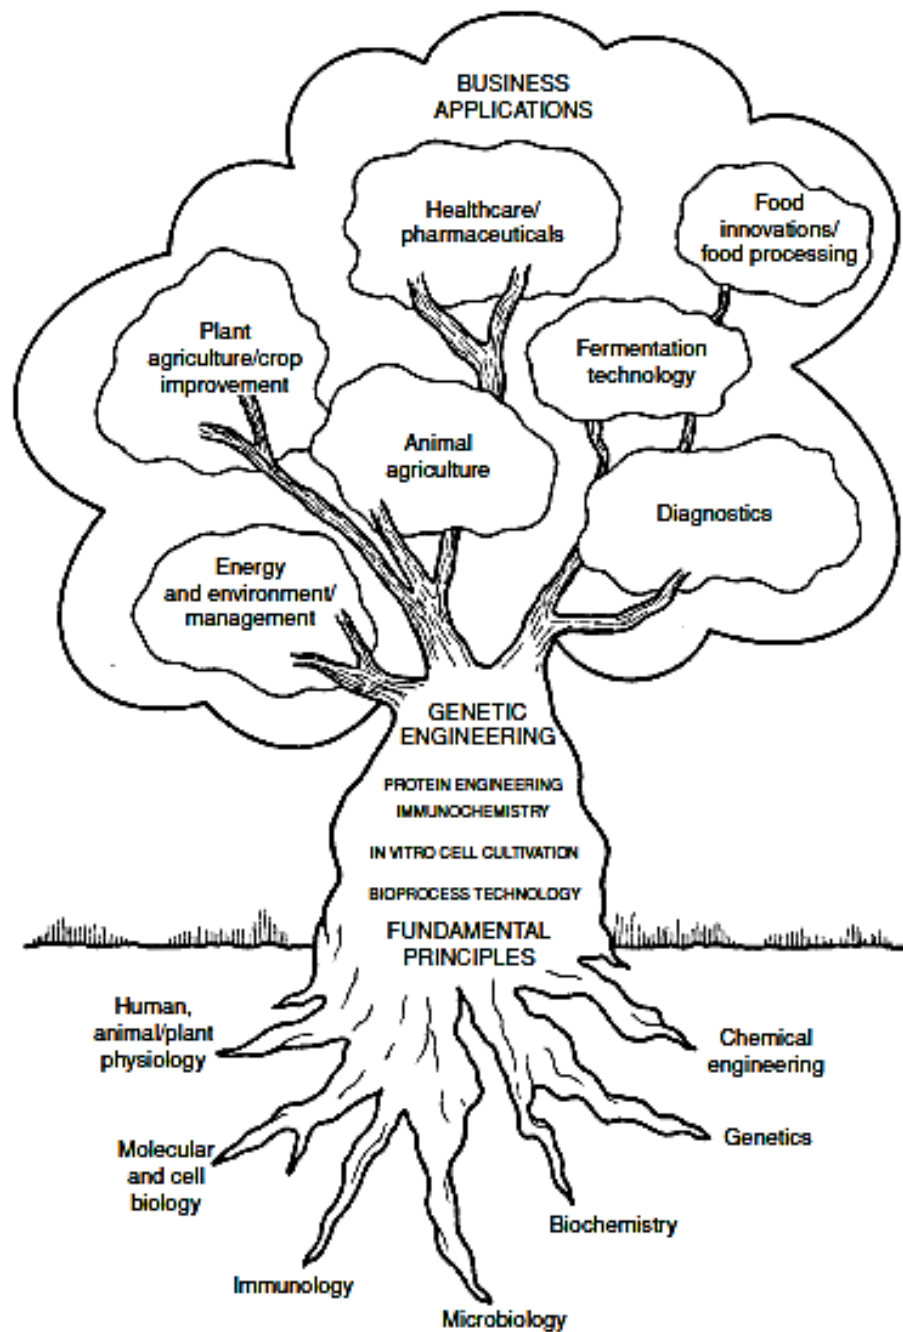 BUSINESS
APPLICATIONS
Healthcare/
pharmaceuticals
Food
innovations/
food processing
Plant
agriculture/crop
improvement
Fermentation
technology
Animal
agriculture
Diagnostics
Energy
and environment/
management
GENETIC
ENGINEERING
PROTEIN ENGINEERING
IMMUNOCHEMISTRY
IN VITRO CELL CULTIVATION
BIOPROCESS TECHNOLOGY
FUNDAMENTAL
PRINCIPLES
Human,
animal/plant
physiology
Chemical
engineering
Molecular
and cell
biology
Genetics
Biochemistry
Immunology
Microbiology